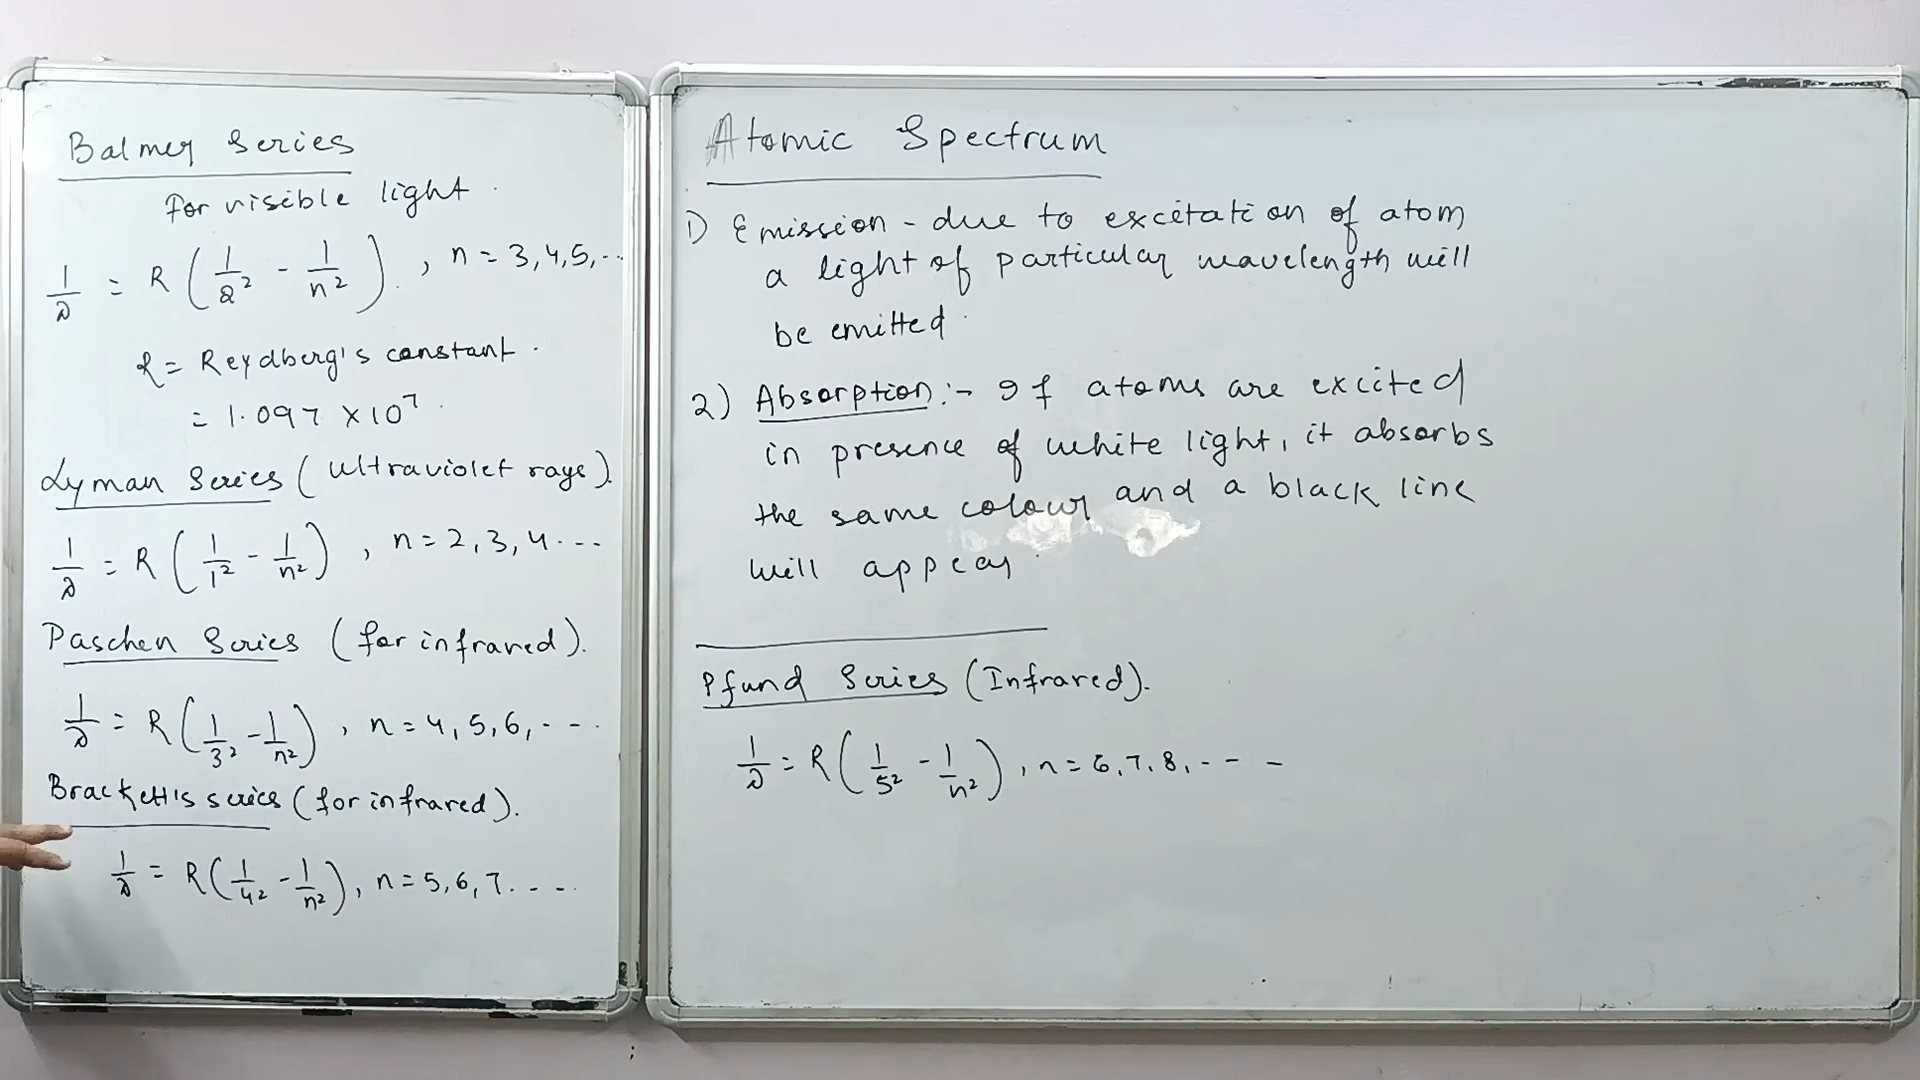 Balmer Series
for visible light.
1/λ = R (1/2² - 1/n²), n = 3,4,5,..
R = Reydberg's constant.
= 1.097 × 10⁷.
Lyman Series (ultraviolet rays).
1/λ = R (1/1² - 1/n²), n = 2,3,4...
Paschen Series (for infrared).
1/λ = R (1/3² - 1/n²), n = 4,5,6,---.
Brackett's series (for infrared).
1/λ = R (1/4² - 1/n²), n = 5,6,7.---.
Atomic Spectrum
1) Emission - due to excitation of atom
a light of particular wavelength will
be emitted.
2) Absorption:- If atoms are excited
in presence of white light, it absorbs
the same colour and a black line
will appear.
Pfund Series (Infrared).
1/λ = R (1/5² - 1/n²), n = 6,7,8,---